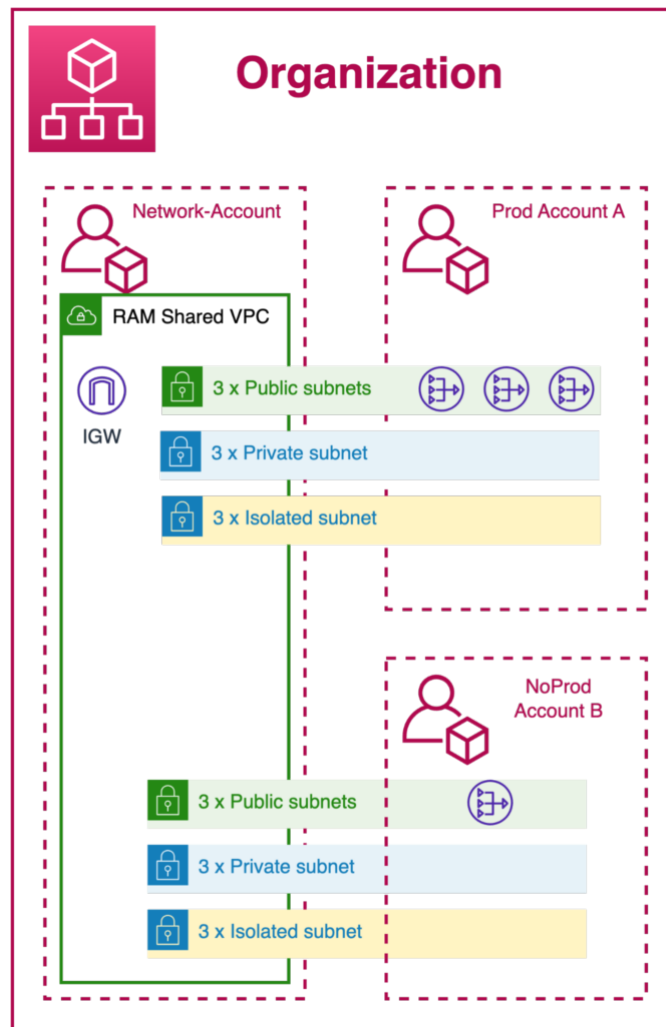 Organization
Network-Account
Prod Account A
RAM Shared VPC
IGW
3 x Public subnets
3 x Private subnet
3 x Isolated subnet
NoProd
Account B
3 x Public subnets
3 x Private subnet
3 x Isolated subnet